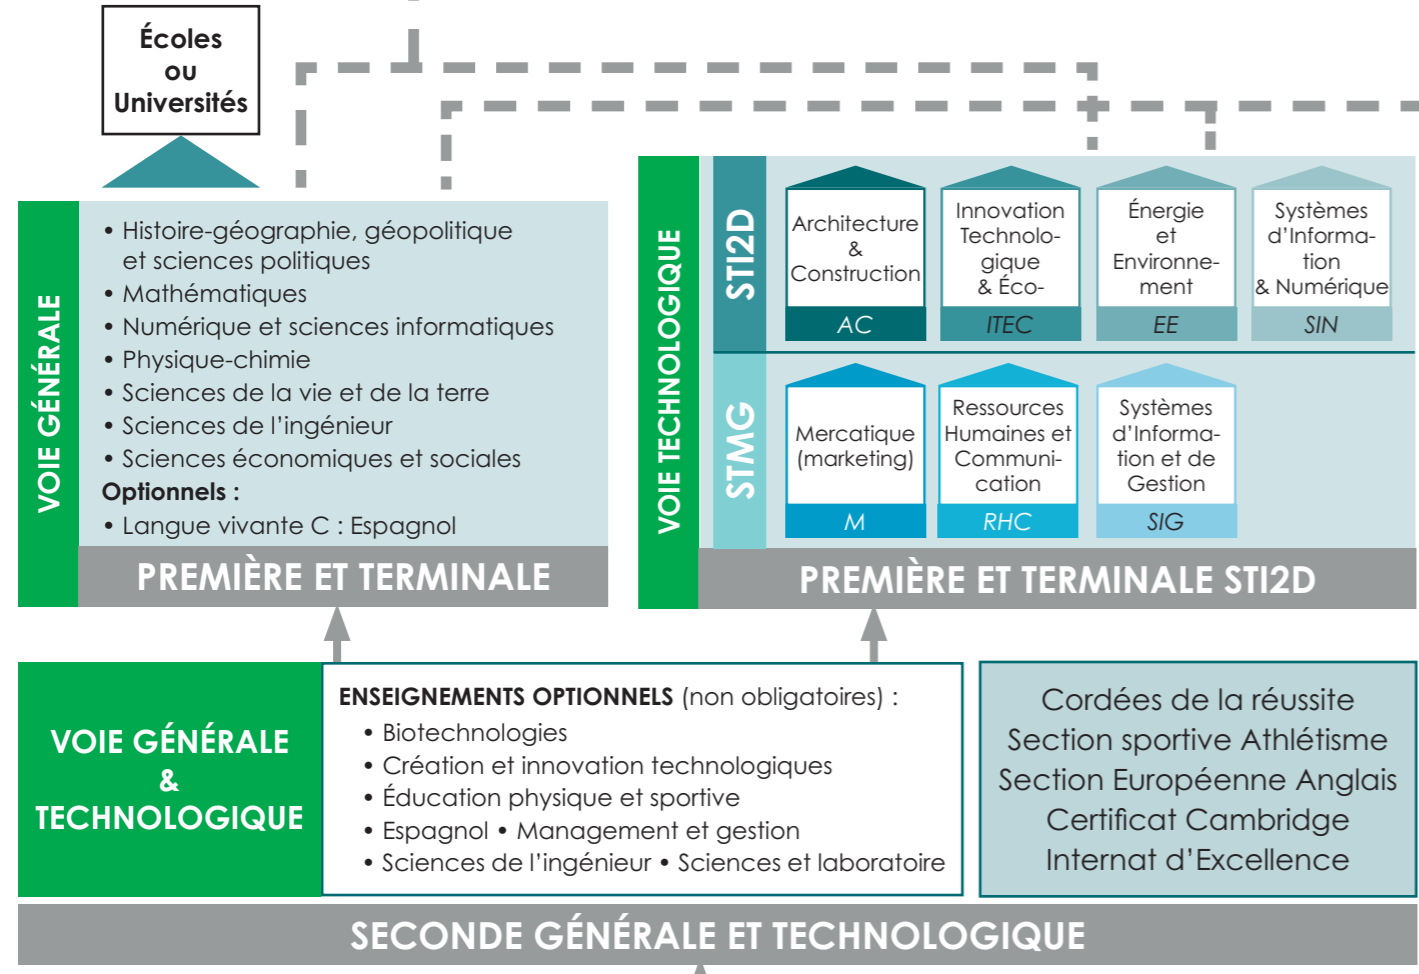 Écoles
ou
Universités
VOIE GÉNÉRALE
• Histoire-géographie, géopolitique
et sciences politiques
• Mathématiques
• Numérique et sciences informatiques
• Physique-chimie
• Sciences de la vie et de la terre
• Sciences de l'ingénieur
• Sciences économiques et sociales
Optionnels :
• Langue vivante C : Espagnol
PREMIÈRE ET TERMINALE
VOIE TECHNOLOGIQUE
STI2D
Architecture
&
Construction
AC
Innovation
Technolo-
gique
& Éco-
ITEC
Énergie
et
Environne-
ment
EE
Systèmes
d'Informa-
tion
& Numérique
SIN
STMG
Mercatique
(marketing)
M
Ressources
Humaines et
Communi-
cation
RHC
Systèmes
d'Informa-
tion et de
Gestion
SIG
PREMIÈRE ET TERMINALE STI2D
VOIE GÉNÉRALE
&
TECHNOLOGIQUE
ENSEIGNEMENTS OPTIONNELS (non obligatoires) :
• Biotechnologies
• Création et innovation technologiques
• Éducation physique et sportive
• Espagnol • Management et gestion
• Sciences de l'ingénieur • Sciences et laboratoire
Cordées de la réussite
Section sportive Athlétisme
Section Européenne Anglais
Certificat Cambridge
Internat d'Excellence
SECONDE GÉNÉRALE ET TECHNOLOGIQUE